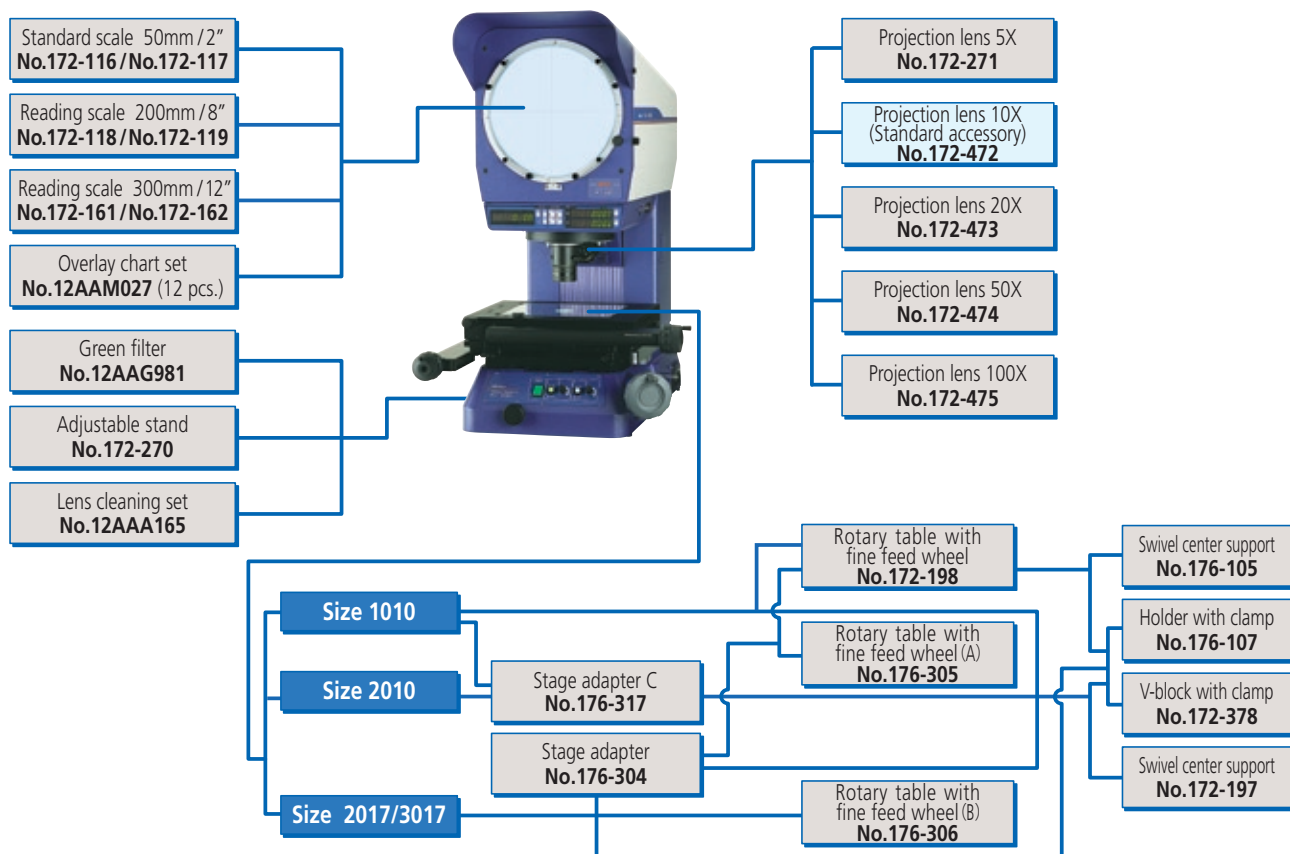 Standard scale 50mm/2”
No.172-116/No.172-117
Reading scale 200mm/8”
No.172-118/No.172-119
Reading scale 300mm/12”
No.172-161/No.172-162
Overlay chart set
No.12AAM027 (12 pcs.)
Green filter
No.12AAG981
Adjustable stand
No.172-270
Lens cleaning set
No.12AAA165
Projection lens 5X
No.172-271
Projection lens 10X
(Standard accessory)
No.172-472
Projection lens 20X
No.172-473
Projection lens 50X
No.172-474
Projection lens 100X
No.172-475
Size 1010
Size 2010
Size 2017/3017
Stage adapter C
No.176-317
Stage adapter
No.176-304
Rotary table with
fine feed wheel
No.172-198
Rotary table with
fine feed wheel (A)
No.176-305
Rotary table with
fine feed wheel (B)
No.176-306
Swivel center support
No.176-105
Holder with clamp
No.176-107
V-block with clamp
No.172-378
Swivel center support
No.172-197